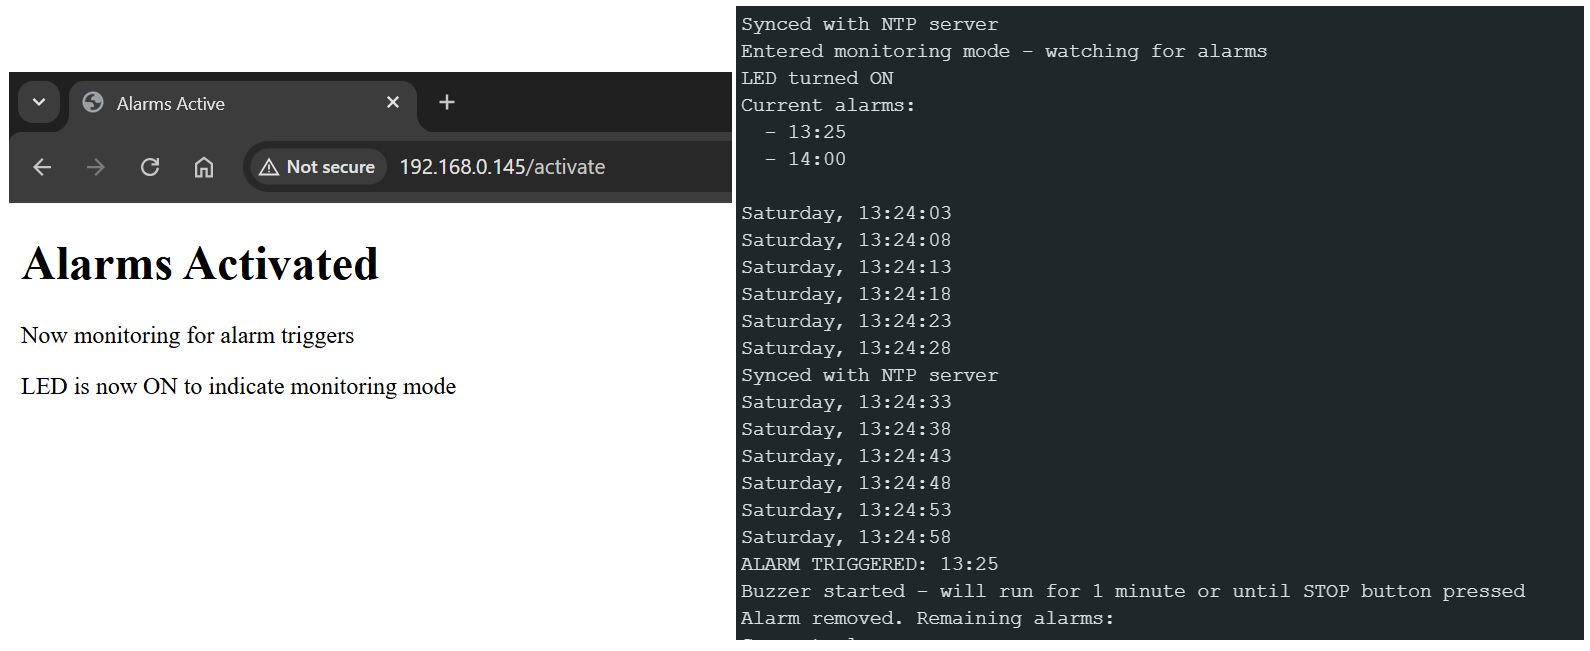 Alarms Active
Not secure 192.168.0.145/activate
Alarms Activated
Now monitoring for alarm triggers
LED is now ON to indicate monitoring mode
Synced with NTP server
Entered monitoring mode - watching for alarms
LED turned ON
Current alarms:
- 13:25
- 14:00
Saturday, 13:24:03
Saturday, 13:24:08
Saturday, 13:24:13
Saturday, 13:24:18
Saturday, 13:24:23
Saturday, 13:24:28
Synced with NTP server
Saturday, 13:24:33
Saturday, 13:24:38
Saturday, 13:24:43
Saturday, 13:24:48
Saturday, 13:24:53
Saturday, 13:24:58
ALARM TRIGGERED: 13:25
Buzzer started - will run for 1 minute or until STOP button pressed
Alarm removed. Remaining alarms: